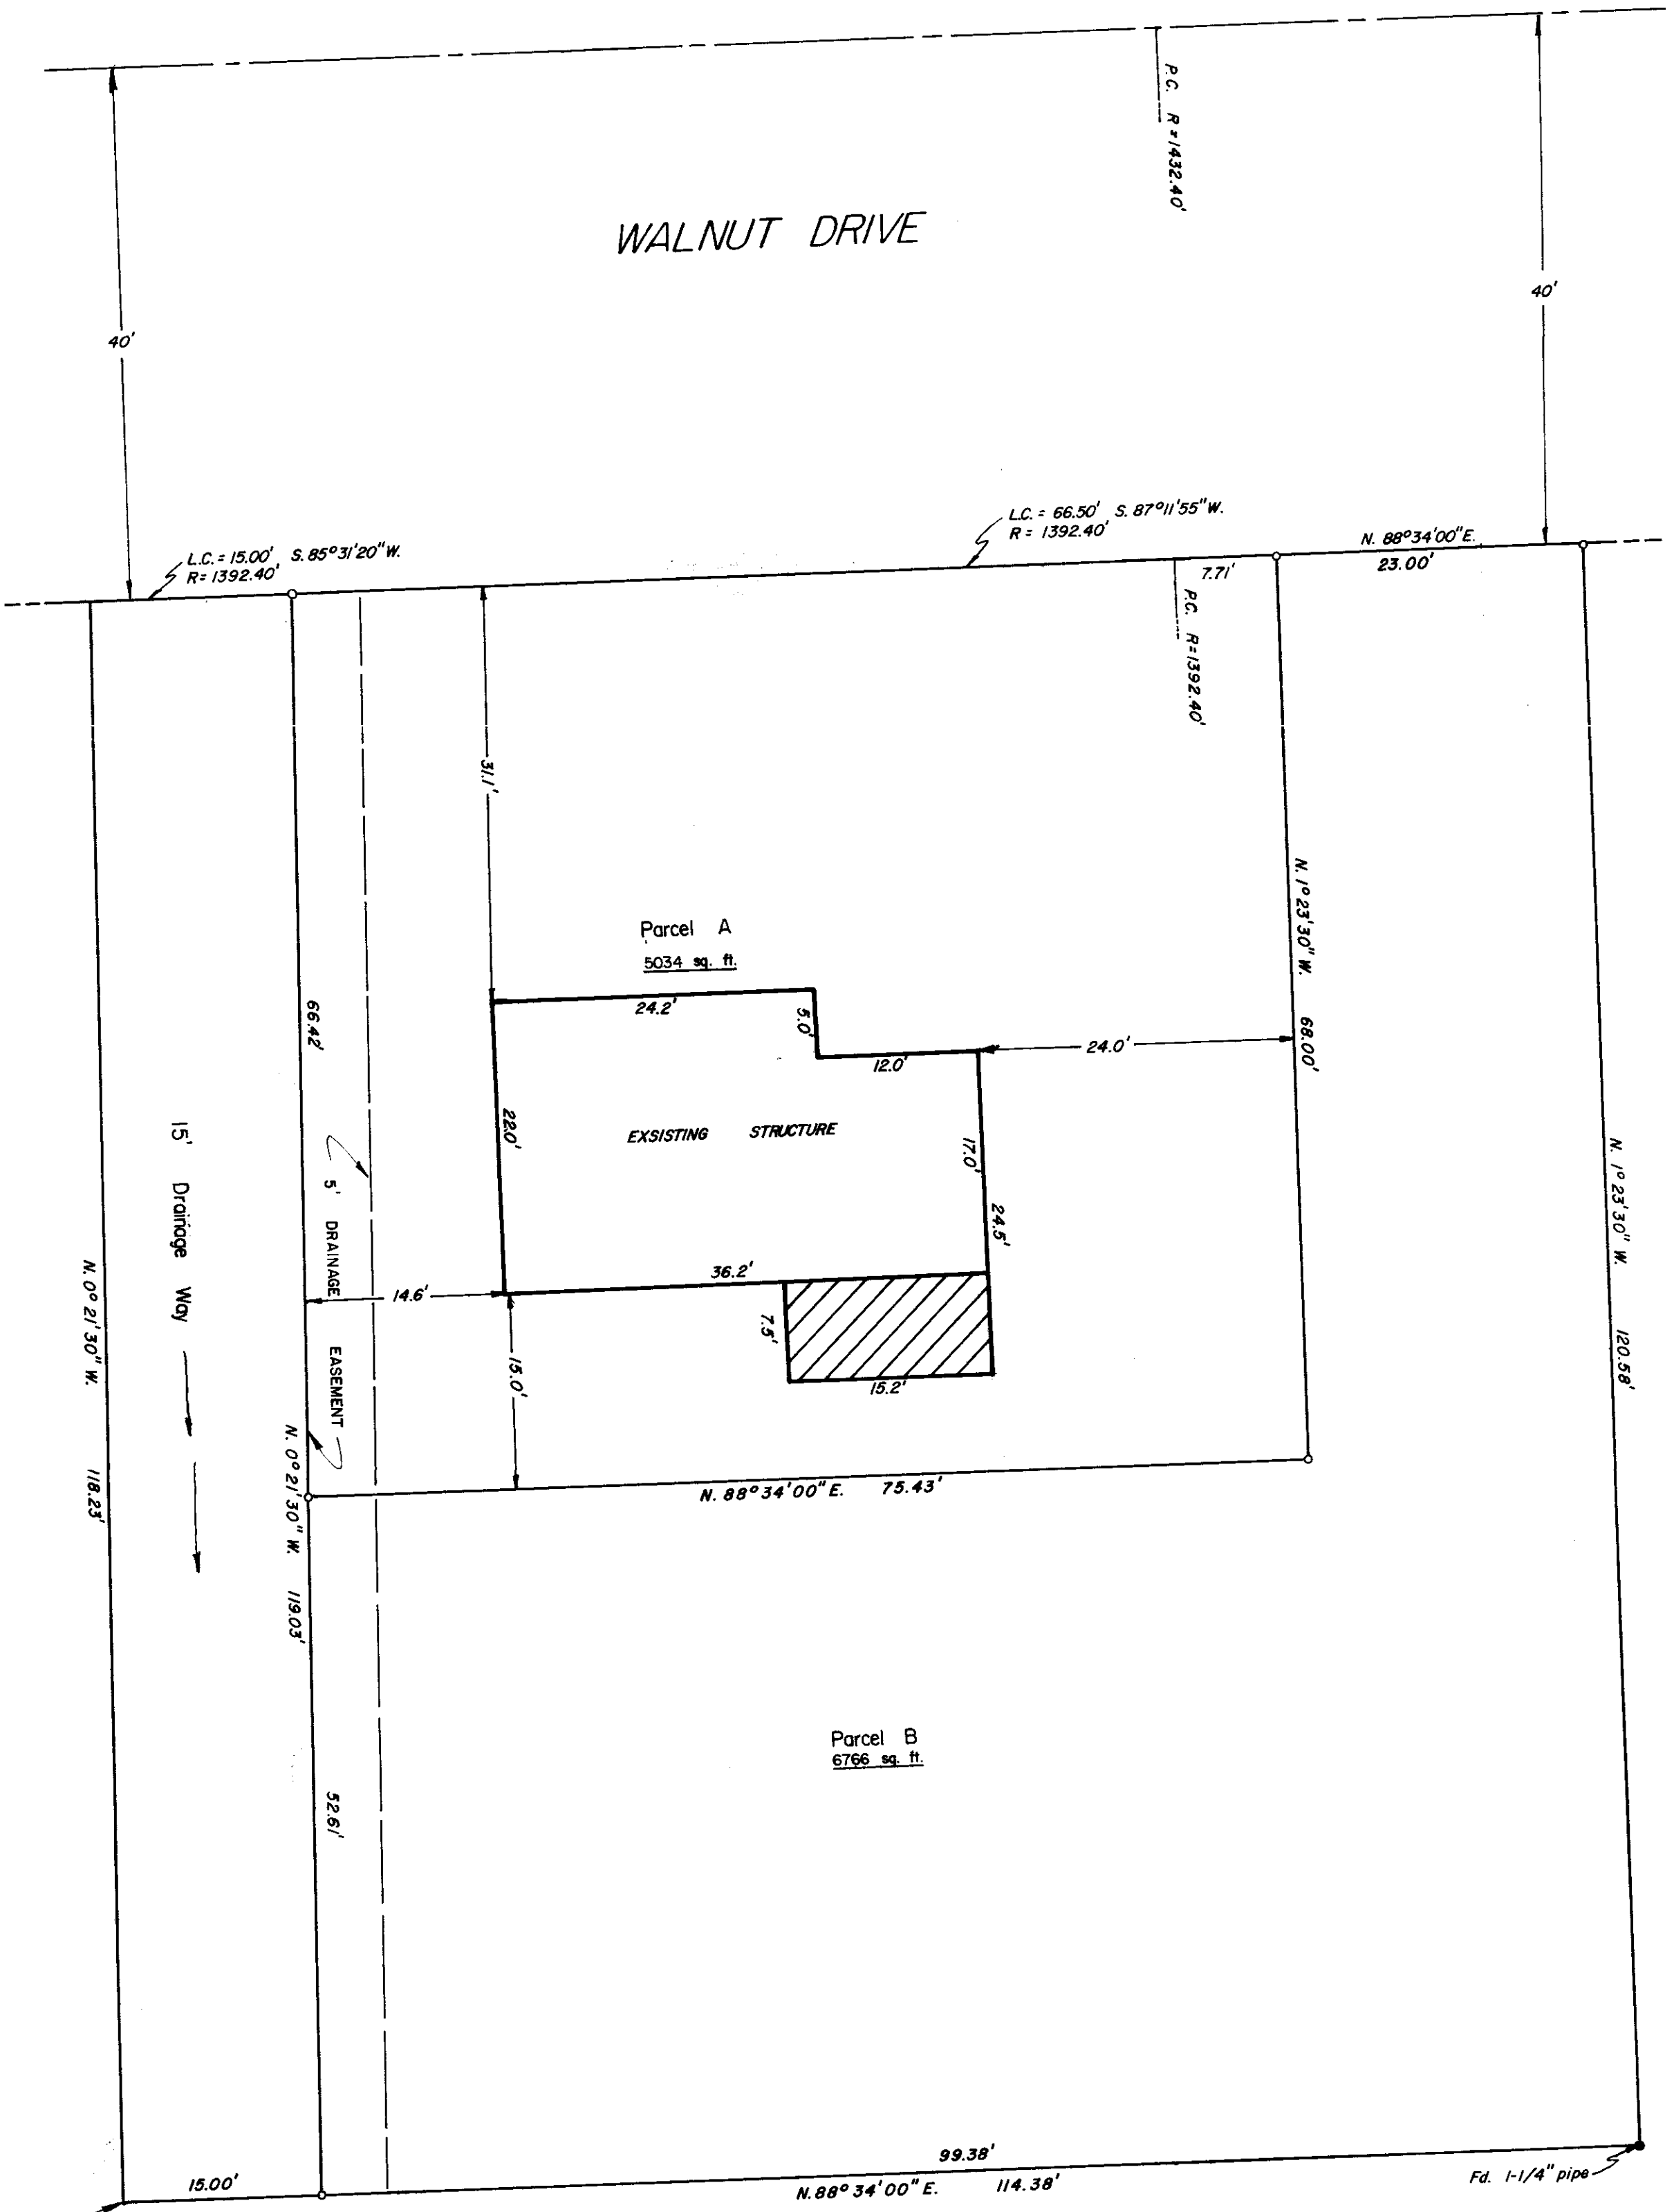 P.C. R = 1432.40'
WALNUT DRIVE
40'
40'
L.C. = 66.50' S. 87°11'55" W.
R = 1392.40'
N. 88°34'00" E.
23.00'
L.C. = 15.00' S. 85°31'20" W.
R = 1392.40'
7.71'
P.C. R = 1392.40'
31.1'
Parcel A
5034 sq. ft.
N. 1° 23' 30" W. 68.00'
24.2'
5.0'
12.0'
24.0'
66.42'
22.0'
EXSISTING STRUCTURE
17.0'
24.5'
15' Drainage Way
5' DRAINAGE EASEMENT
N. 1° 23' 30" W. 120.58'
36.2'
14.6'
7.5'
15.0'
15.2'
N. 0° 21' 30" W. 118.23'
N. 0° 21' 30" W. 119.03'
N. 88° 34' 00" E. 75.43'
Parcel B
6766 sq. ft.
52.61'
99.38'
15.00'
N. 88° 34' 00" E. 114.38'
Fd. 1-1/4" pipe